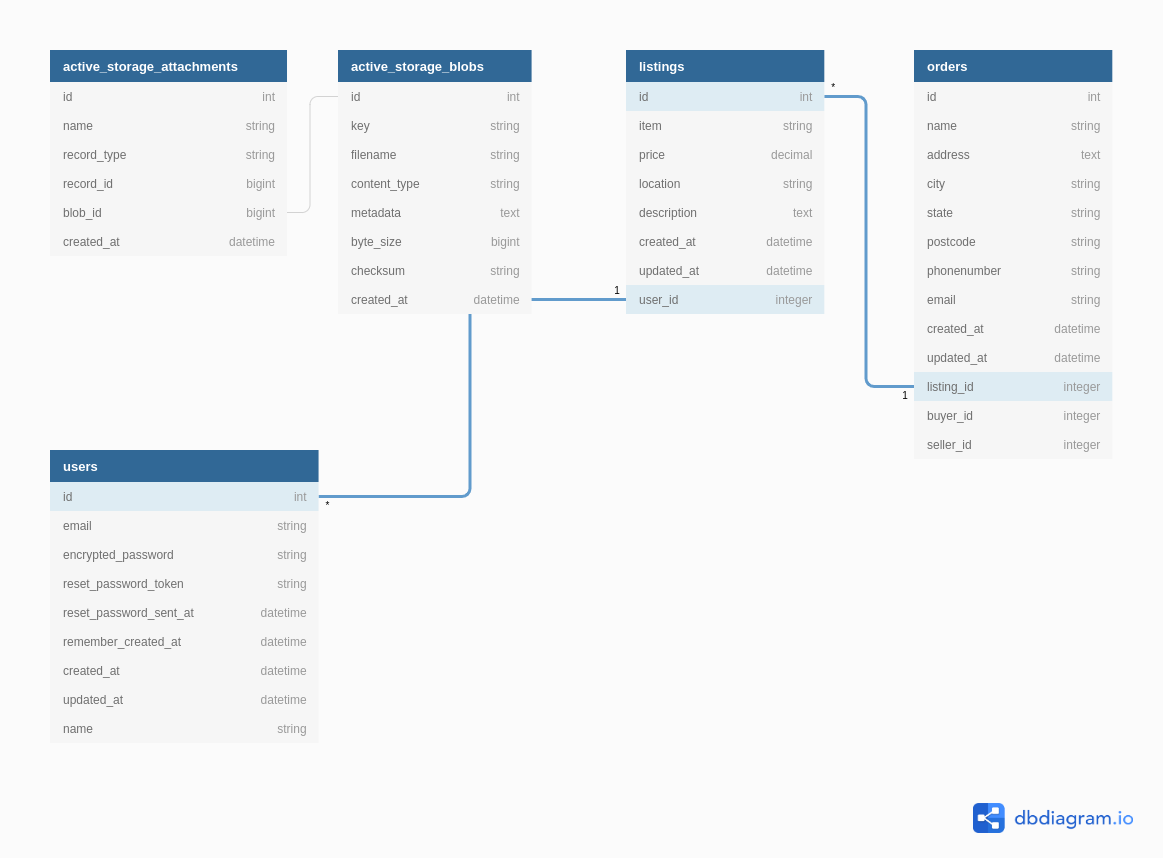 active_storage_attachments
id int
name string
record_type string
record_id bigint
blob_id bigint
created_at datetime
active_storage_blobs
id int
key string
filename string
content_type string
metadata text
byte_size bigint
checksum string
created_at datetime
1
listings
id int
item string
price decimal
location string
description text
created_at datetime
updated_at datetime
user_id integer
*
1
orders
id int
name string
address text
city string
state string
postcode string
phonenumber string
email string
created_at datetime
updated_at datetime
listing_id integer
buyer_id integer
seller_id integer
users
id int
*
email string
encrypted_password string
reset_password_token string
reset_password_sent_at datetime
remember_created_at datetime
created_at datetime
updated_at datetime
name string
dbdiagram.io